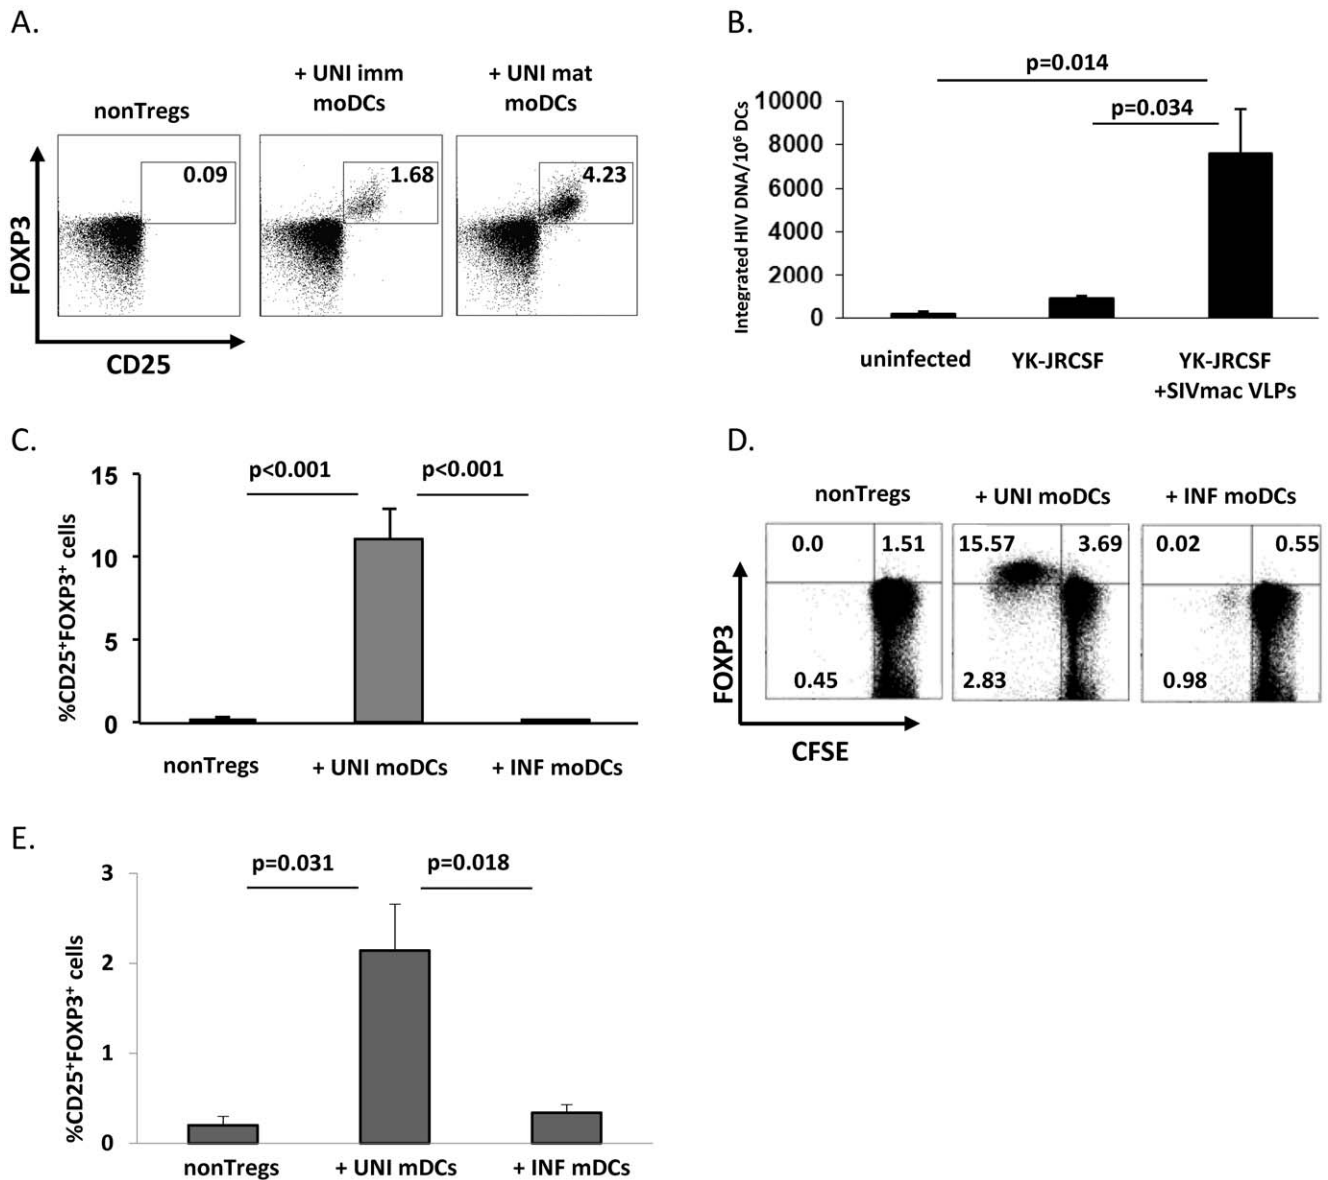 A.
nonTregs
+ UNI imm
moDCs
+ UNI mat
moDCs
0.09
1.68
4.23
FOXP3
CD25
B.
p=0.014
p=0.034
Integrated HIV DNA/10⁶ DCs
10000
8000
6000
4000
2000
0
uninfected
YK-JRCSF
YK-JRCSF
+SIVmac VLPs
C.
p<0.001
p<0.001
%CD25⁺FOXP3⁺ cells
15
10
5
0
nonTregs
+ UNI moDCs
+ INF moDCs
D.
nonTregs
+ UNI moDCs
+ INF moDCs
0.0
1.51
15.57
3.69
0.02
0.55
0.45
2.83
0.98
FOXP3
CFSE
E.
p=0.031
p=0.018
%CD25⁺FOXP3⁺ cells
3
2
1
0
nonTregs
+ UNI mDCs
+ INF mDCs